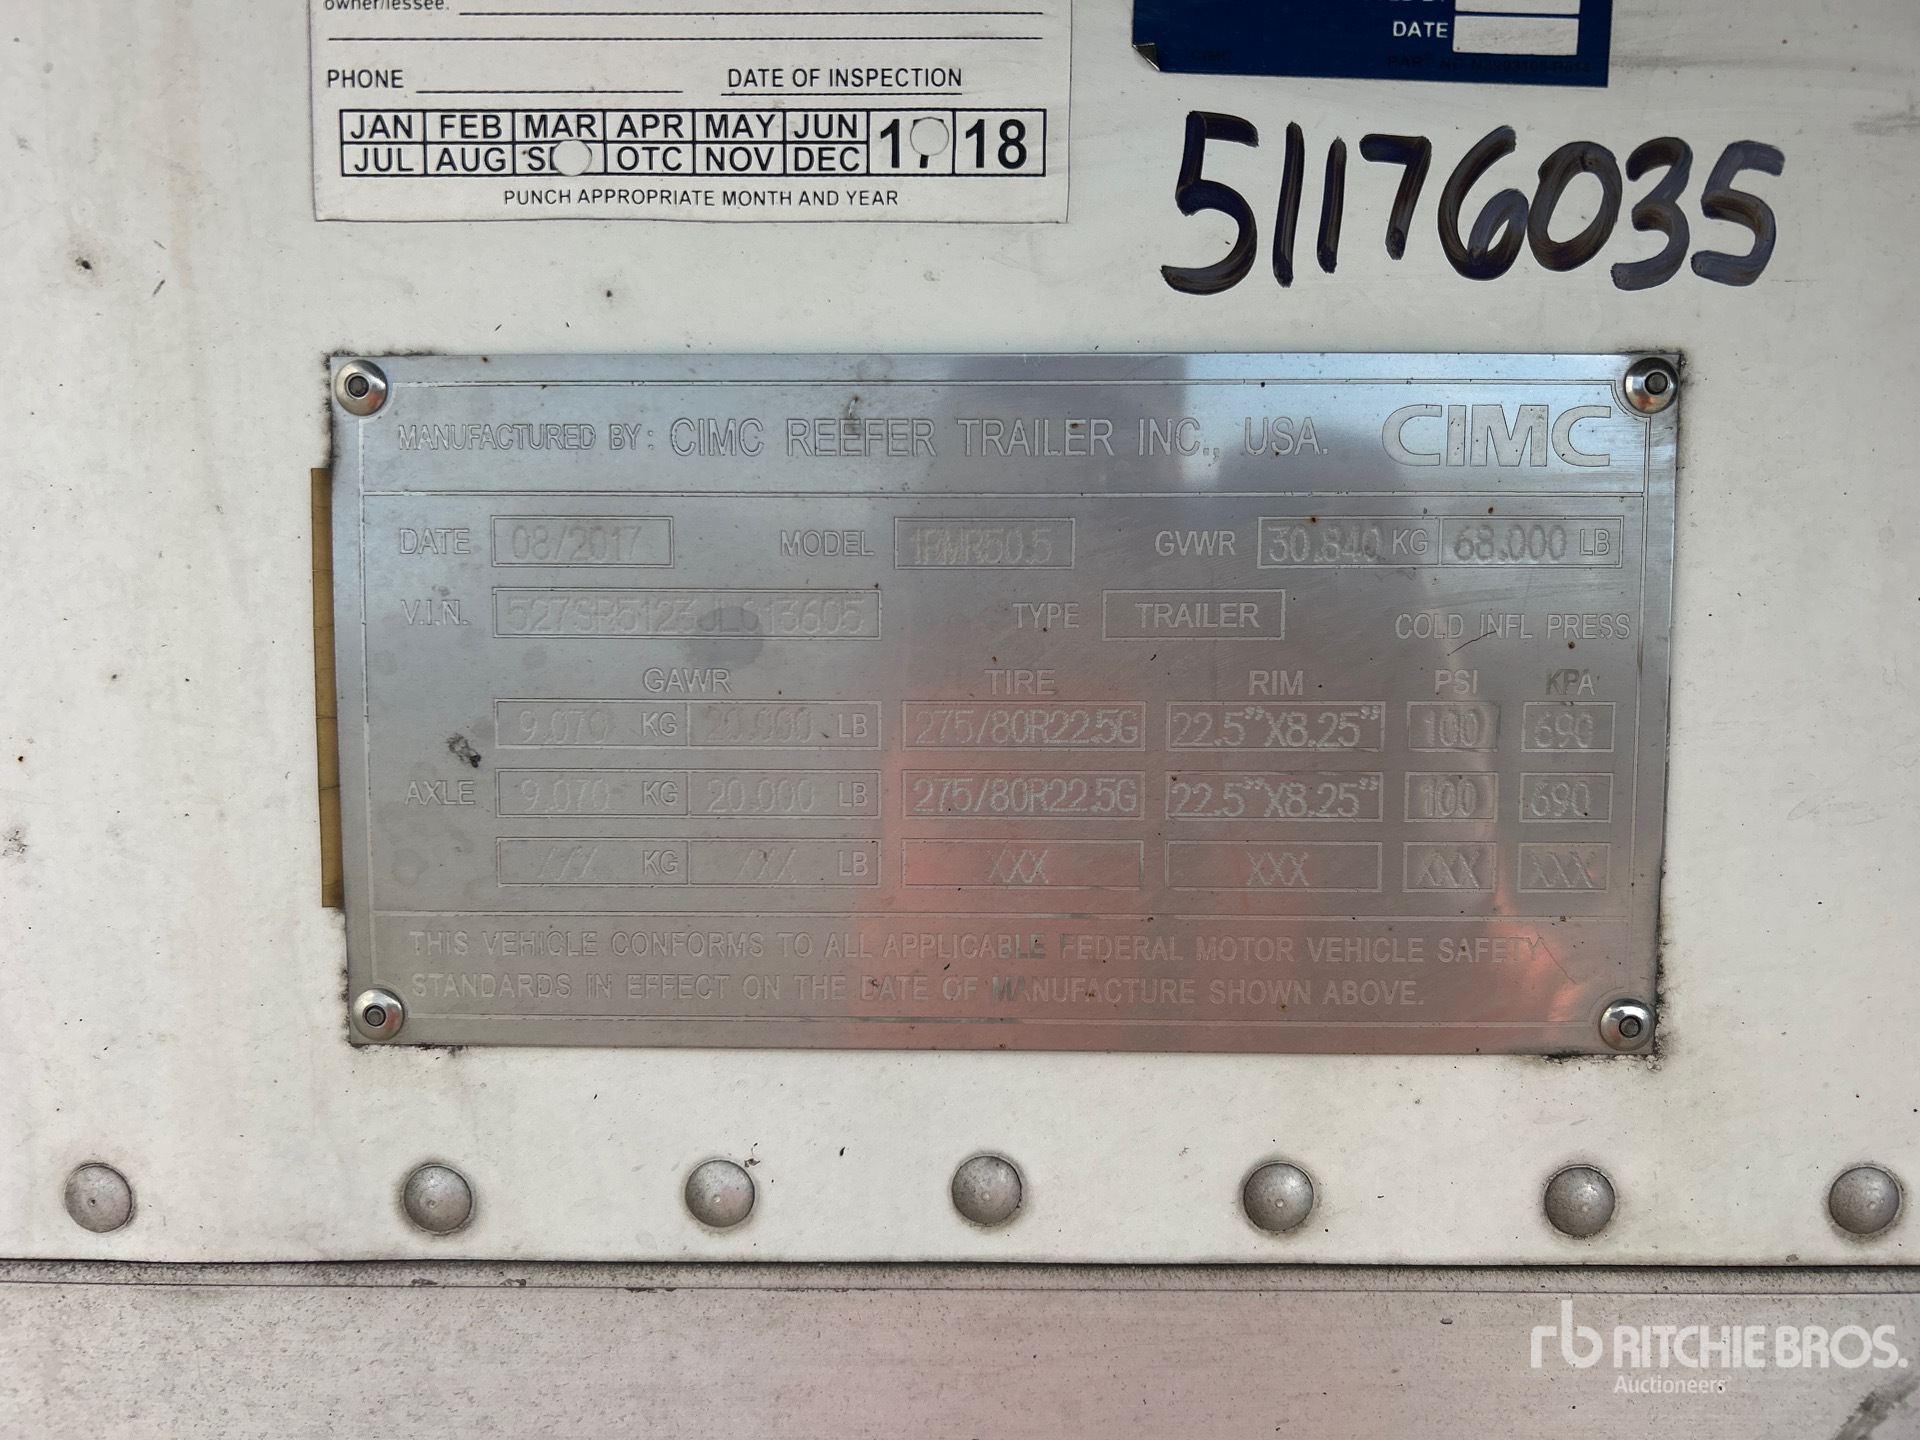 owner/lessee.
PHONE DATE OF INSPECTION
JAN FEB MAR APR MAY JUN 17 18
JUL AUG OTC NOV DEC
PUNCH APPROPRIATE MONTH AND YEAR
DATE
51176035
MANUFACTURED BY: CIMC REEFER TRAILER INC., USA. CIMC
DATE 08/2017 MODEL GVWR 30.840 KG 68.000 LB
V.I.N. TYPE TRAILER COLD INFL PRESS
GAWR TIRE RIM PSI KPA
9.070 KG 20.000 LB 275/80R22.5G 22.5"X8.25" 100 690
AXLE 9.070 KG 20.000 LB 275/80R22.5G 22.5"X8.25" 100 690
XXX KG XXX LB XXX XXX XXX XXX
THIS VEHICLE CONFORMS TO ALL APPLICABLE FEDERAL MOTOR VEHICLE SAFETY
STANDARDS IN EFFECT ON THE DATE OF MANUFACTURE SHOWN ABOVE.
rb RITCHIE BROS.
Auctioneers